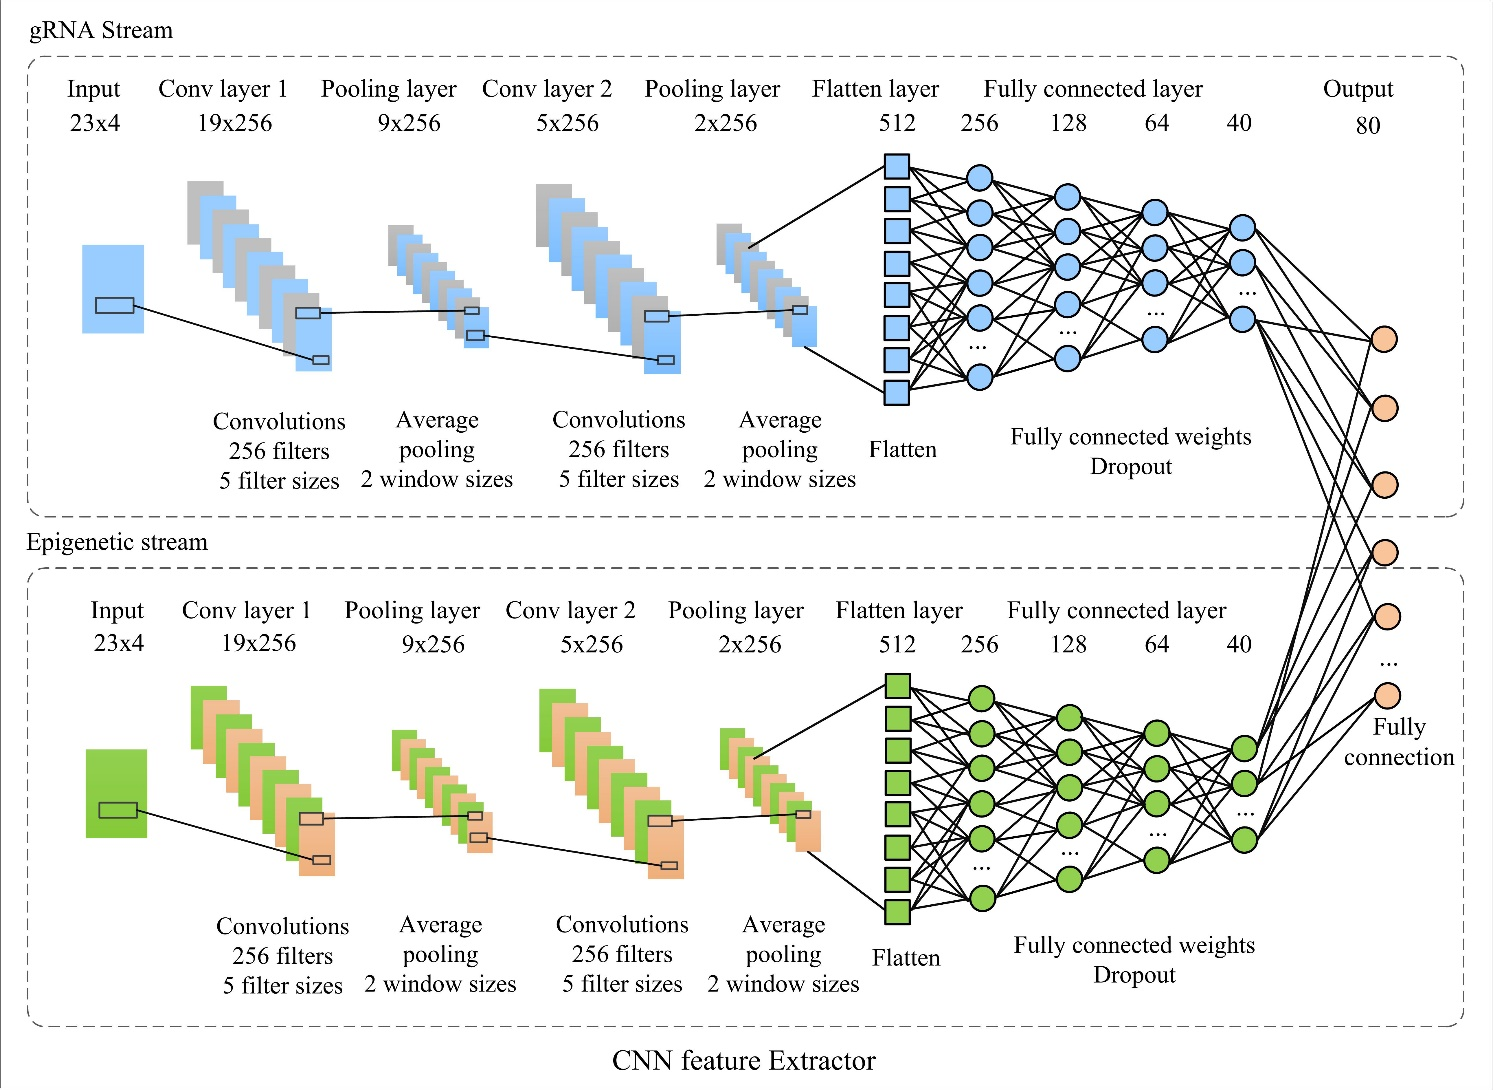 gRNA Stream
Input Conv layer 1 Pooling layer Conv layer 2 Pooling layer Flatten layer Fully connected layer Output
23x4 19x256 9x256 5x256 2x256 512 256 128 64 40 80
...
...
...
...
Convolutions
256 filters
5 filter sizes
Average
pooling
2 window sizes
Convolutions
256 filters
5 filter sizes
Average
pooling
2 window sizes
Flatten
Fully connected weights
Dropout
Epigenetic stream
Input Conv layer 1 Pooling layer Conv layer 2 Pooling layer Flatten layer Fully connected layer
23x4 19x256 9x256 5x256 2x256 512 256 128 64 40
...
Fully
connection
...
...
...
...
Convolutions
256 filters
5 filter sizes
Average
pooling
2 window sizes
Convolutions
256 filters
5 filter sizes
Average
pooling
2 window sizes
Flatten
Fully connected weights
Dropout
CNN feature Extractor